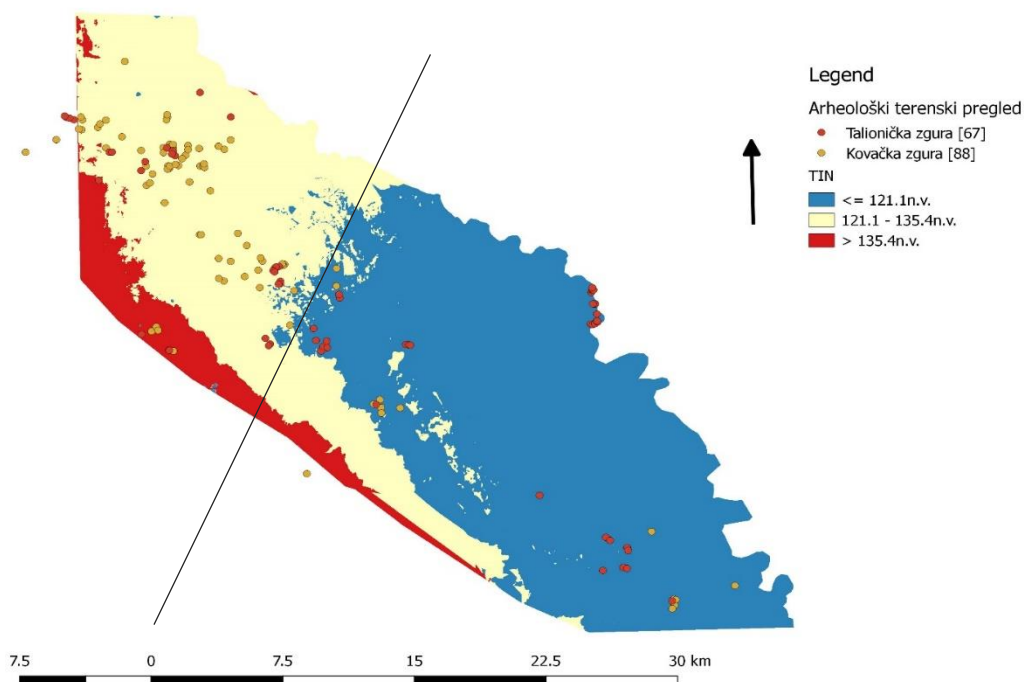 Legend
Arheološki terenski pregled
Talionička zgura [67]
Kovačka zgura [88]
TIN
<= 121.1n.v.
121.1 - 135.4n.v.
> 135.4n.v.
7.5 0 7.5 15 22.5 30 km